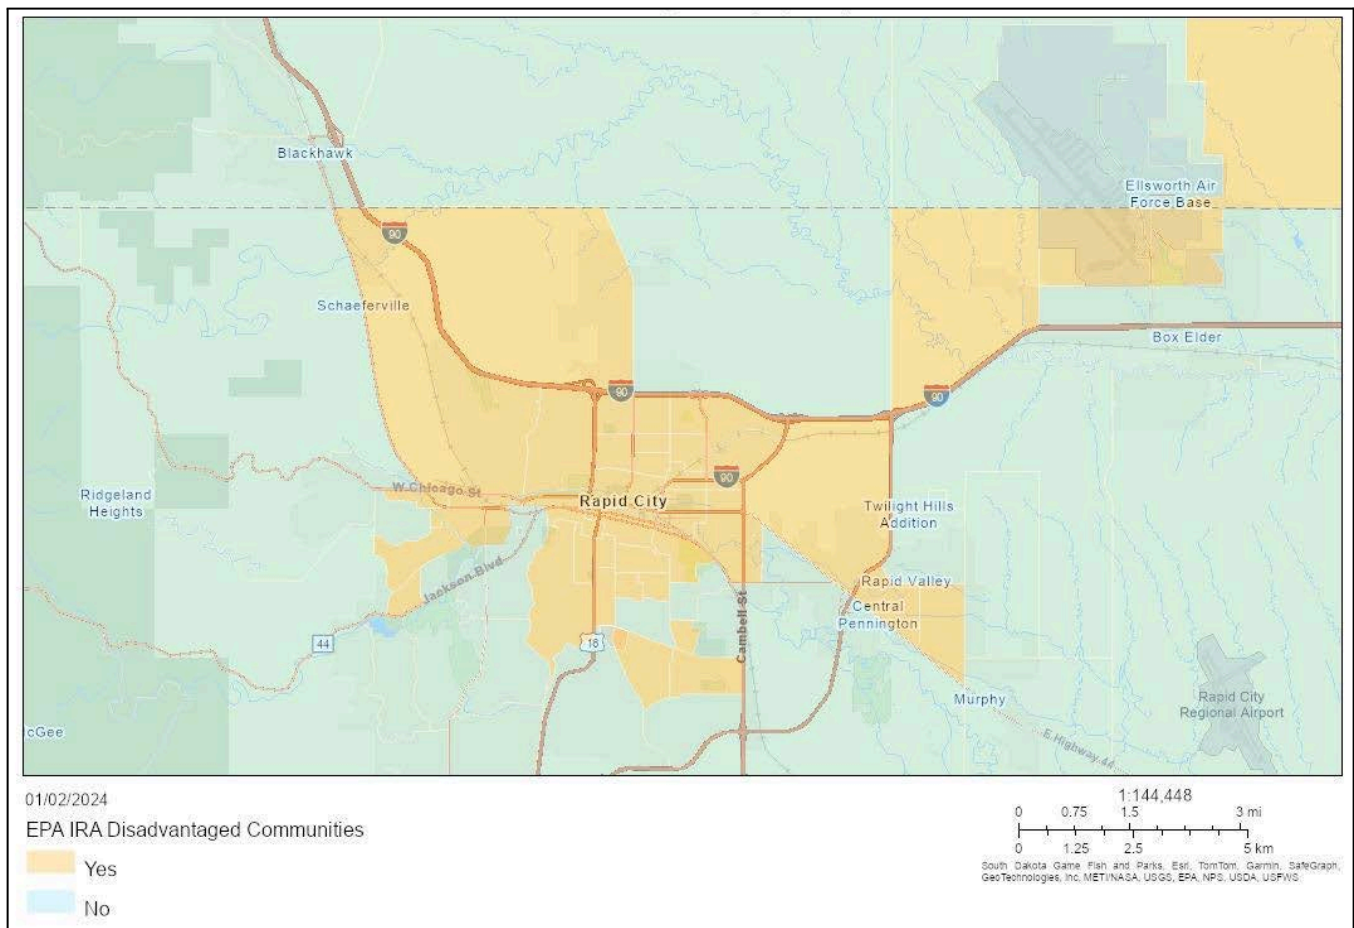 Blackhawk
Ellsworth Air
Force Base
90
Schaeferville
Box Elder
90
90
W Chicago St
90
Ridgeland
Heights
Rapid City
Twilight Hills
Addition
Jackson Blvd
Rapid Valley
Central
Pennington
Cambell St
44
16
Murphy
Rapid City
Regional Airport
E Highway 44
cGee
01/02/2024
EPA IRA Disadvantaged Communities
Yes
No
1:144,448
0 0.75 1.5 3 mi
0 1.25 2.5 5 km
South Dakota Game Fish and Parks, Esri, TomTom, Garmin, SafeGraph,
GeoTechnologies, Inc, METI/NASA, USGS, EPA, NPS, USDA, USFWS